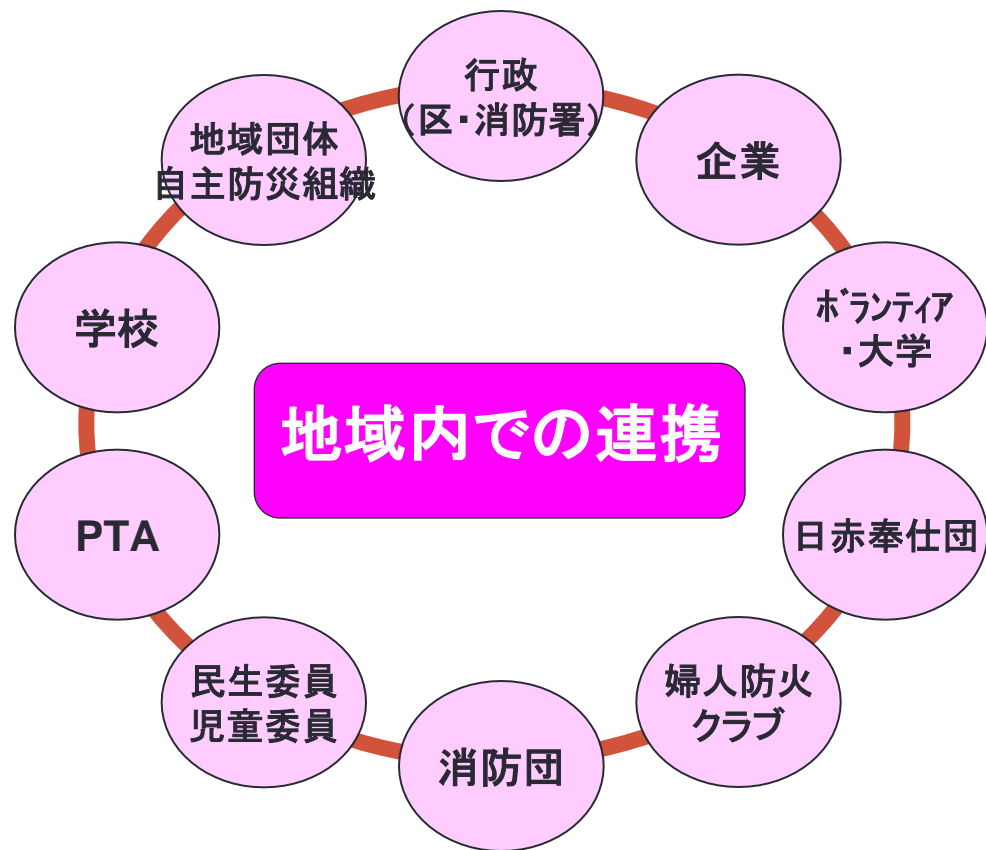 行政
(区・消防署)
企業
ﾎﾞﾗﾝﾃｨｱ
・大学
日赤奉仕団
婦人防火
クラブ
消防団
民生委員
児童委員
PTA
学校
地域団体
自主防災組織
地域内での連携